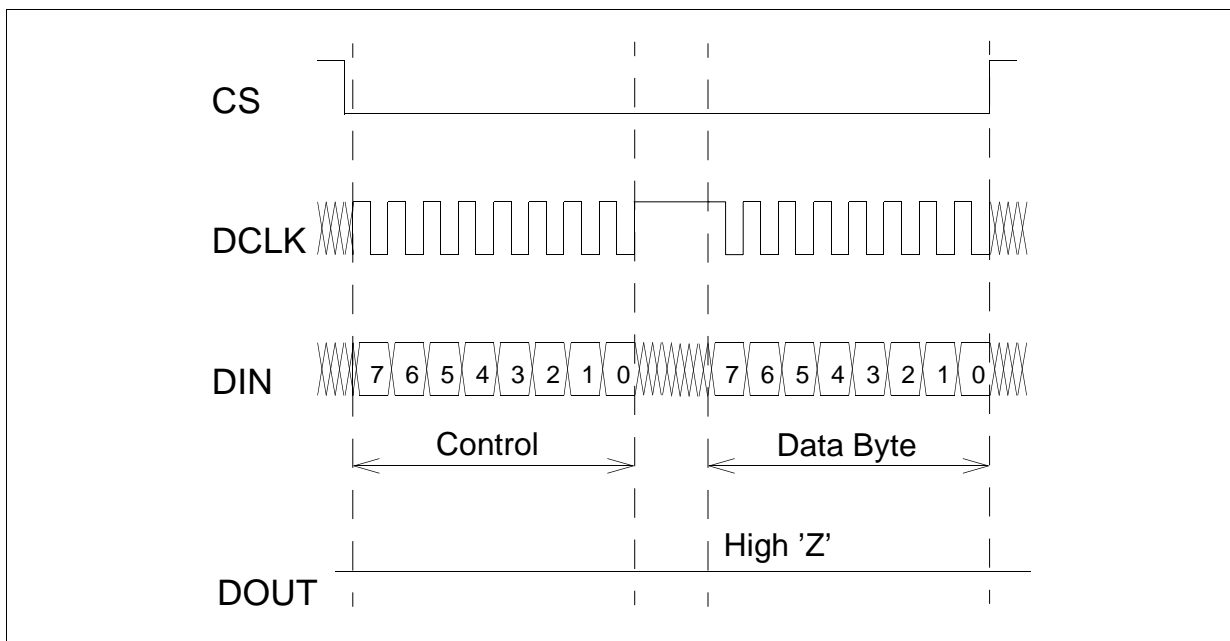 CS
DCLK
DIN
7 6 5 4 3 2 1 0 7 6 5 4 3 2 1 0
Control
Data Byte
High 'Z'
DOUT